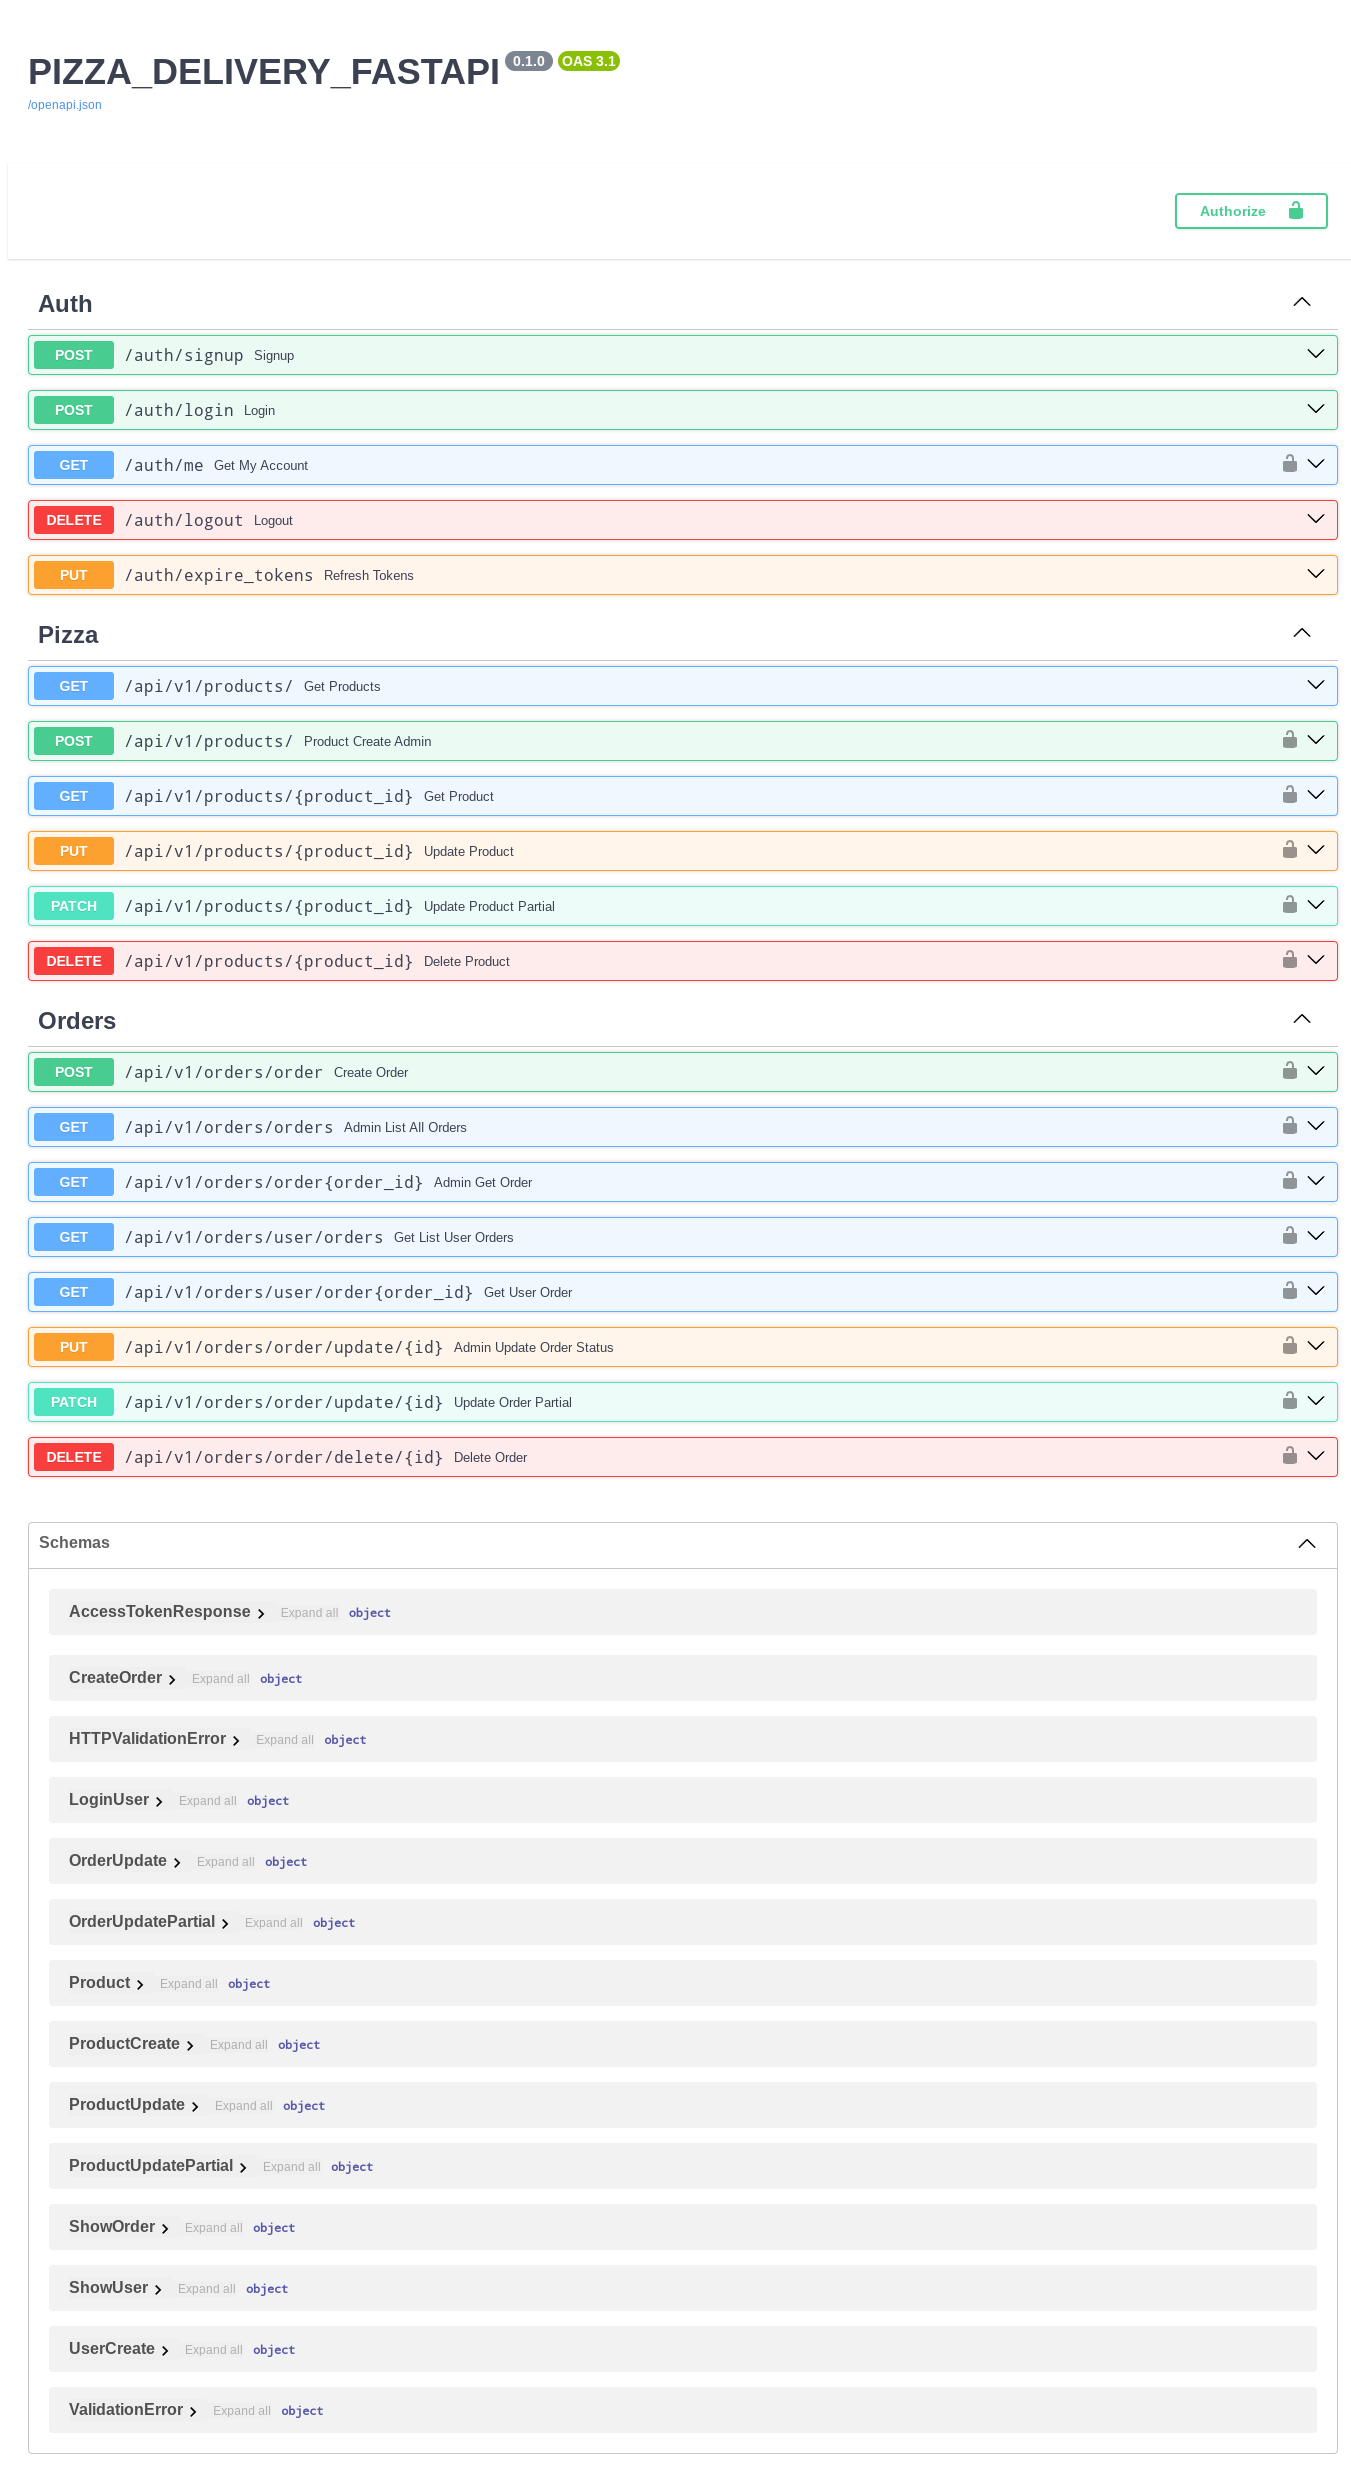 PIZZA_DELIVERY_FASTAPI 0.1.0 OAS 3.1
/openapi.json
Authorize
Auth
POST /auth/signup Signup
POST /auth/login Login
GET /auth/me Get My Account
DELETE /auth/logout Logout
PUT /auth/expire_tokens Refresh Tokens
Pizza
GET /api/v1/products/ Get Products
POST /api/v1/products/ Product Create Admin
GET /api/v1/products/{product_id} Get Product
PUT /api/v1/products/{product_id} Update Product
PATCH /api/v1/products/{product_id} Update Product Partial
DELETE /api/v1/products/{product_id} Delete Product
Orders
POST /api/v1/orders/order Create Order
GET /api/v1/orders/orders Admin List All Orders
GET /api/v1/orders/order{order_id} Admin Get Order
GET /api/v1/orders/user/orders Get List User Orders
GET /api/v1/orders/user/order{order_id} Get User Order
PUT /api/v1/orders/order/update/{id} Admin Update Order Status
PATCH /api/v1/orders/order/update/{id} Update Order Partial
DELETE /api/v1/orders/order/delete/{id} Delete Order
Schemas
AccessTokenResponse Expand all object
CreateOrder Expand all object
HTTPValidationError Expand all object
LoginUser Expand all object
OrderUpdate Expand all object
OrderUpdatePartial Expand all object
Product Expand all object
ProductCreate Expand all object
ProductUpdate Expand all object
ProductUpdatePartial Expand all object
ShowOrder Expand all object
ShowUser Expand all object
UserCreate Expand all object
ValidationError Expand all object